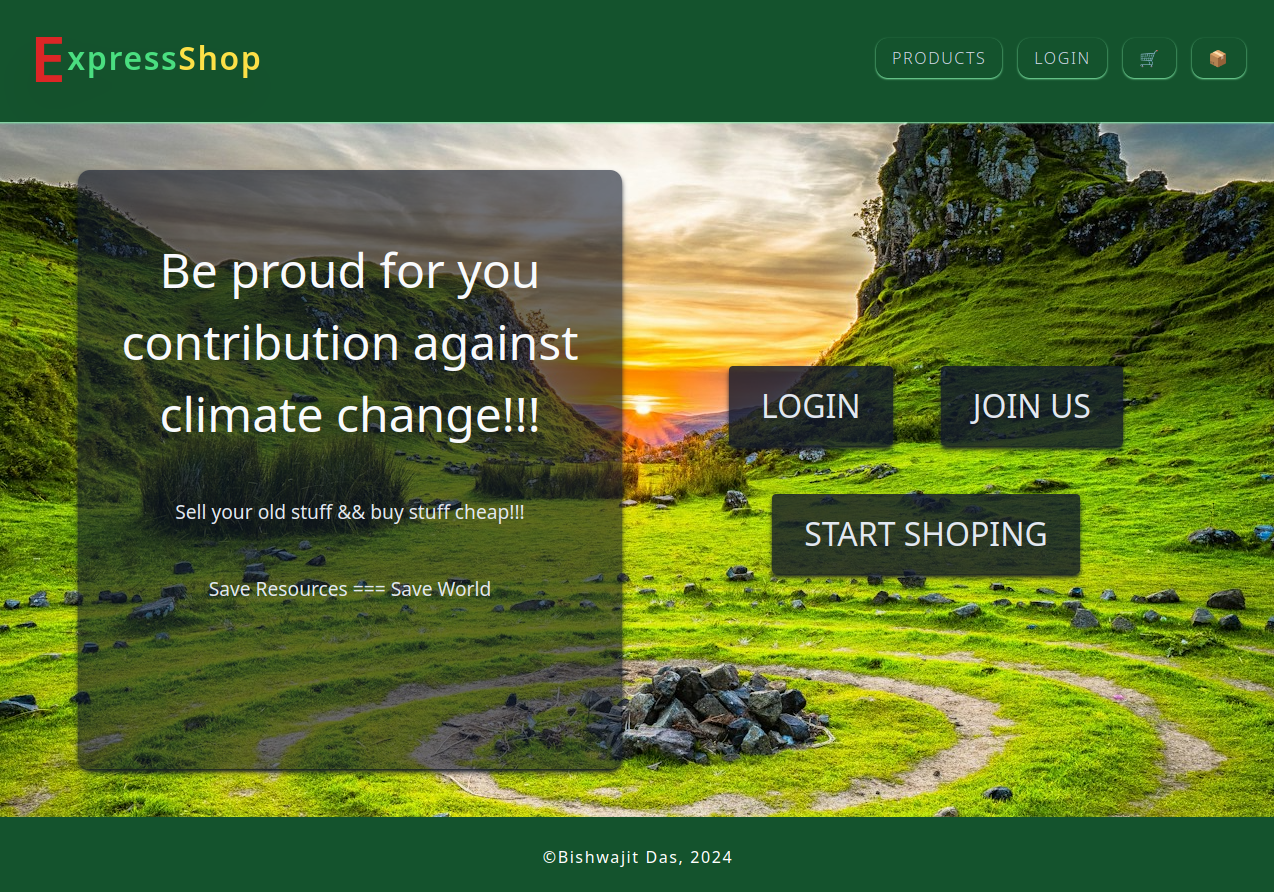 ExpressShop
PRODUCTS
LOGIN
Be proud for you
contribution against
climate change!!!
Sell your old stuff && buy stuff cheap!!!
Save Resources === Save World
LOGIN
JOIN US
START SHOPING
©Bishwajit Das, 2024